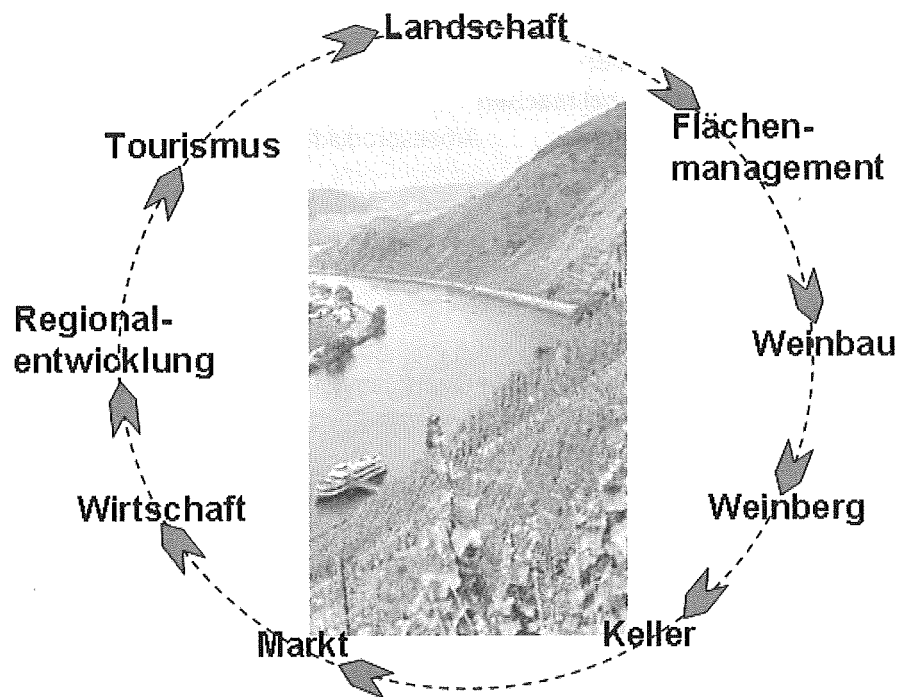 Landschaft
Flächen-
management
Weinbau
Weinberg
Keller
Markt
Wirtschaft
Regional-
entwicklung
Tourismus